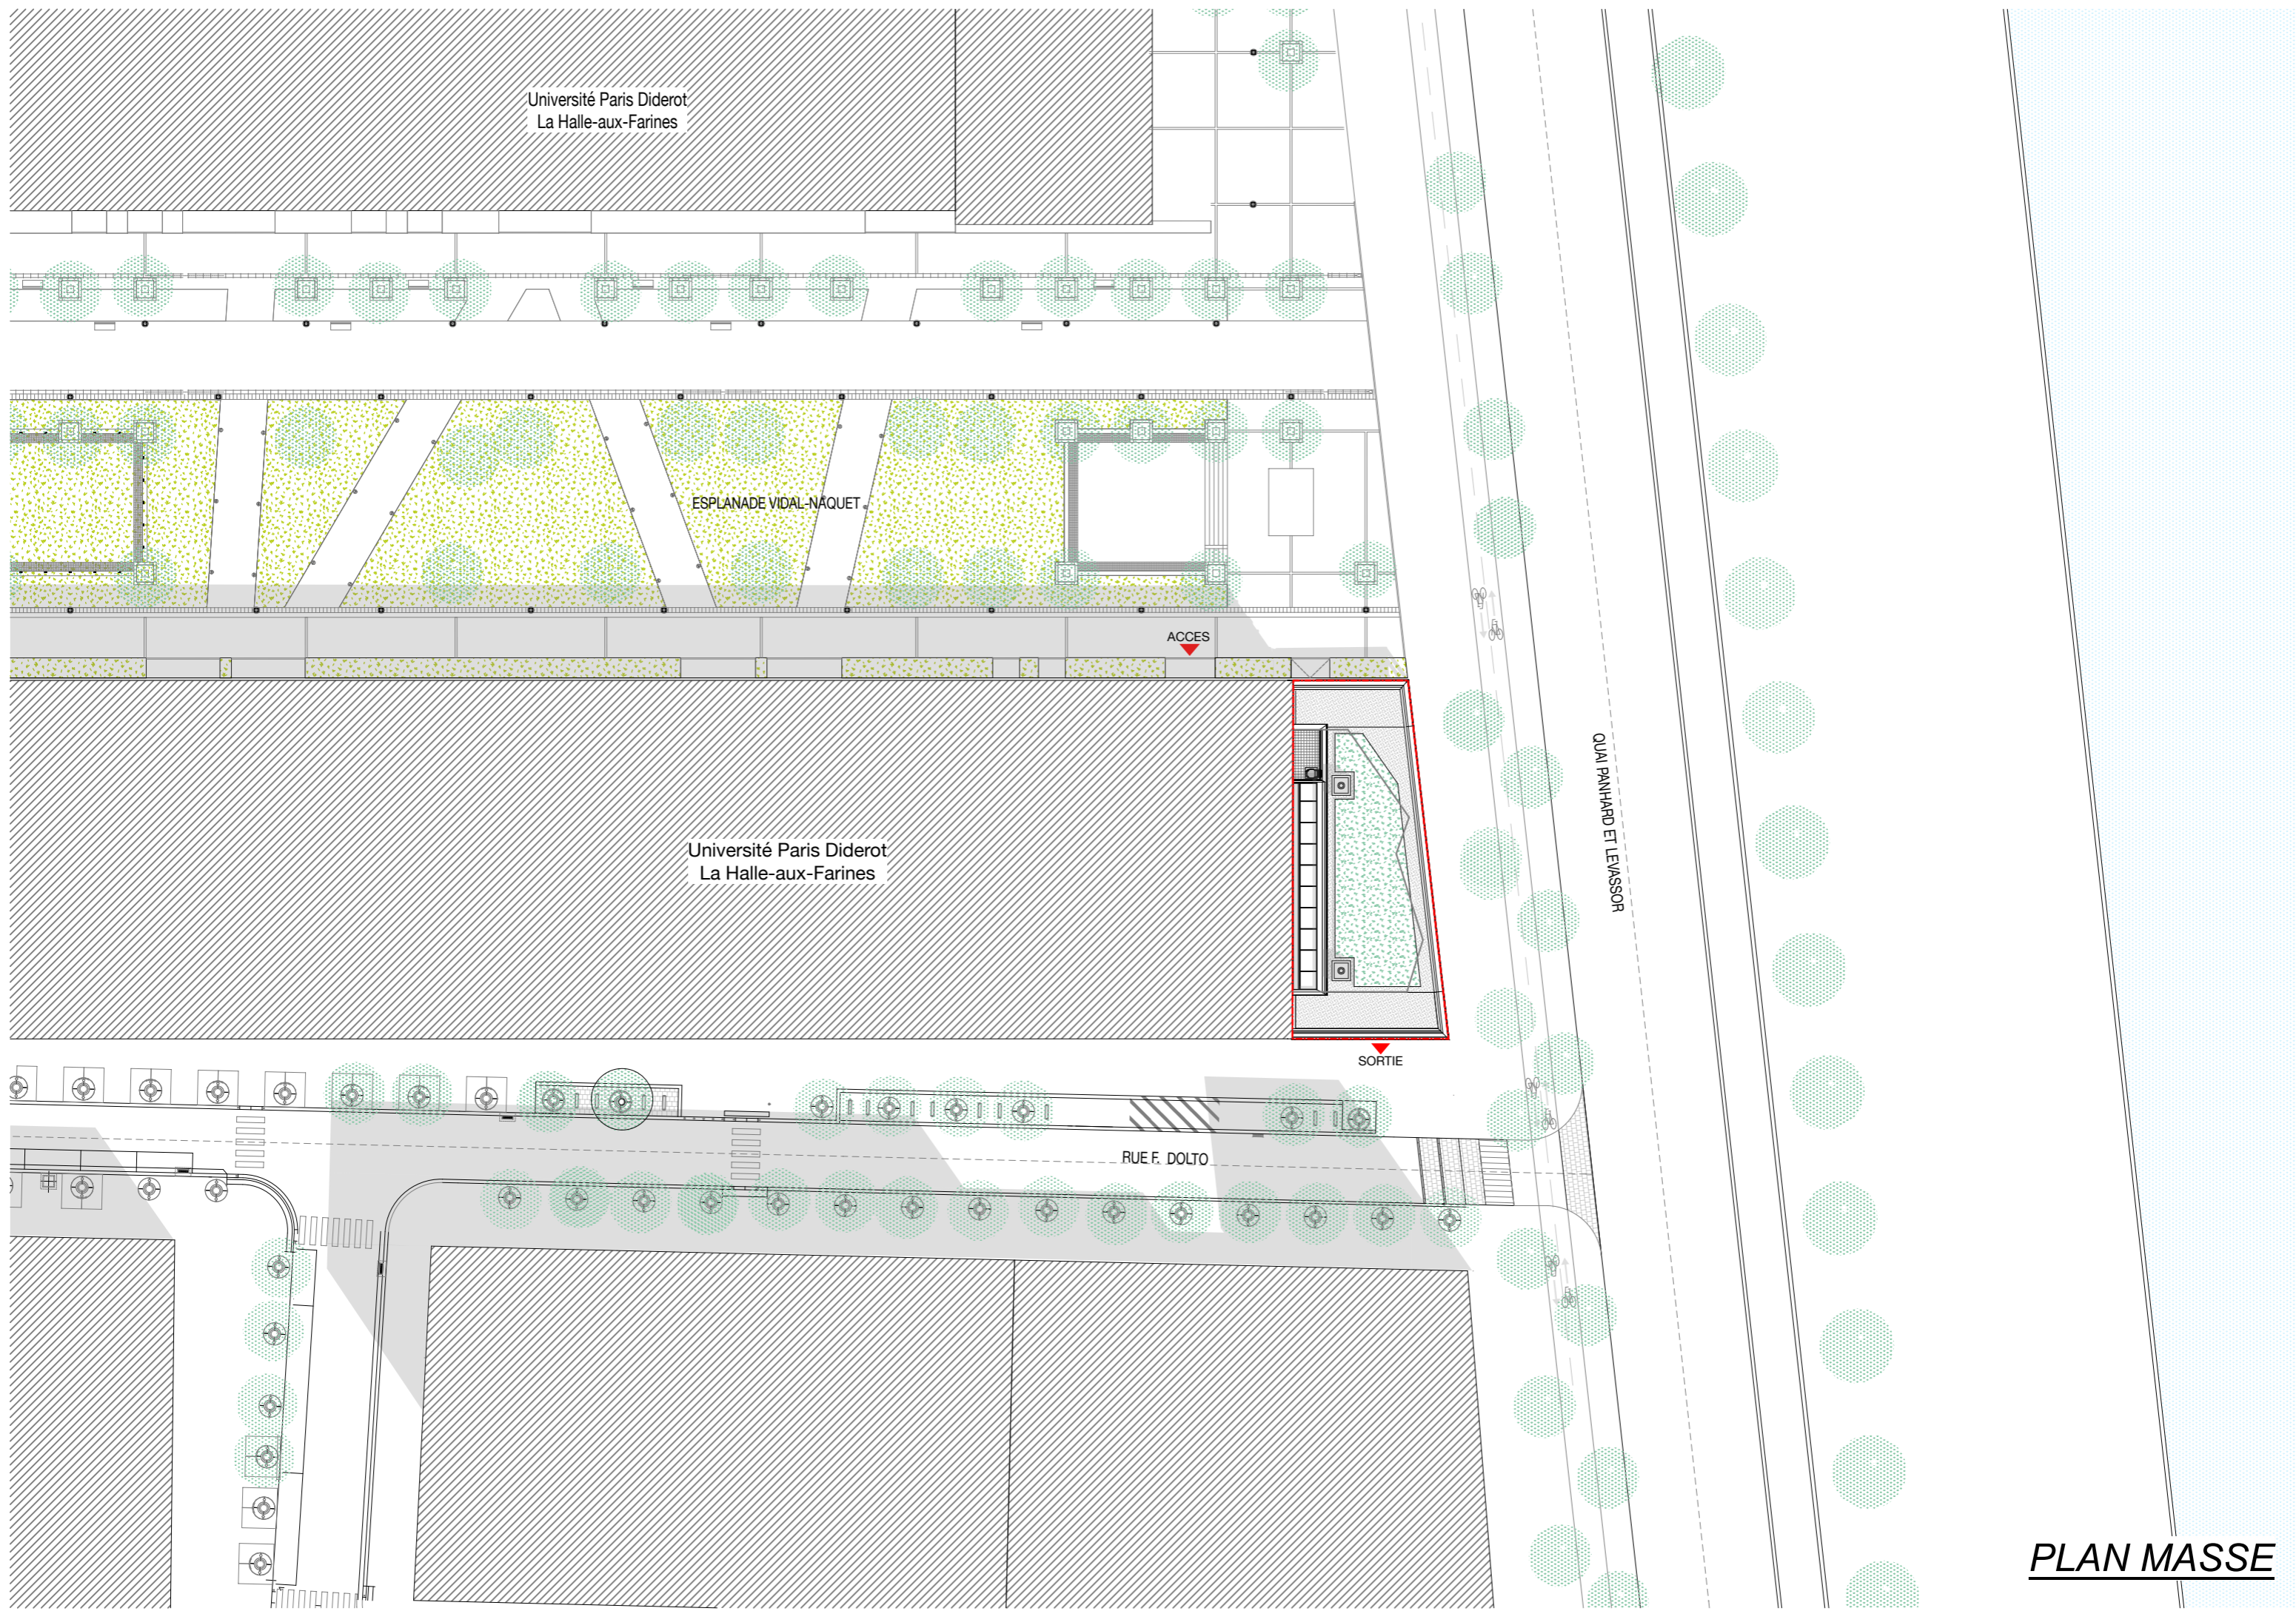 Université Paris Diderot
La Halle-aux-Farines
ESPLANADE VIDAL-NAQUET
ACCES
QUAI PANHARD ET LEVASSOR
Université Paris Diderot
La Halle-aux-Farines
SORTIE
RUE F. DOLTO
PLAN MASSE